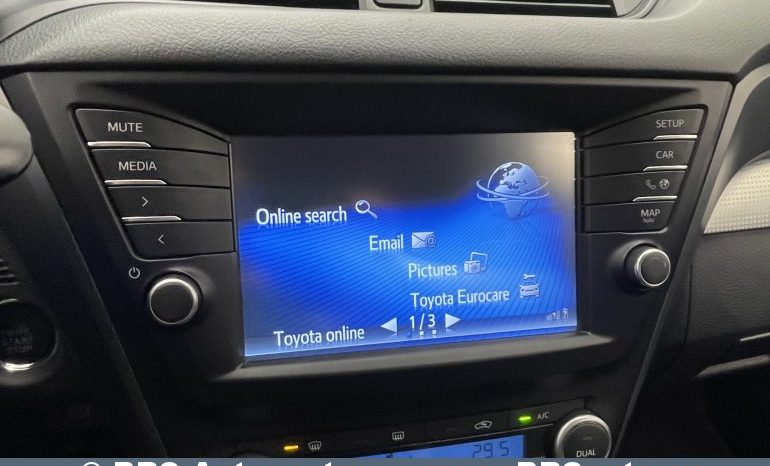 MUTE
MEDIA
SETUP
CAR
MAP
NAV
Online search
Email
Pictures
Toyota Eurocare
1/3
Toyota online
A/C
29.5
DUAL